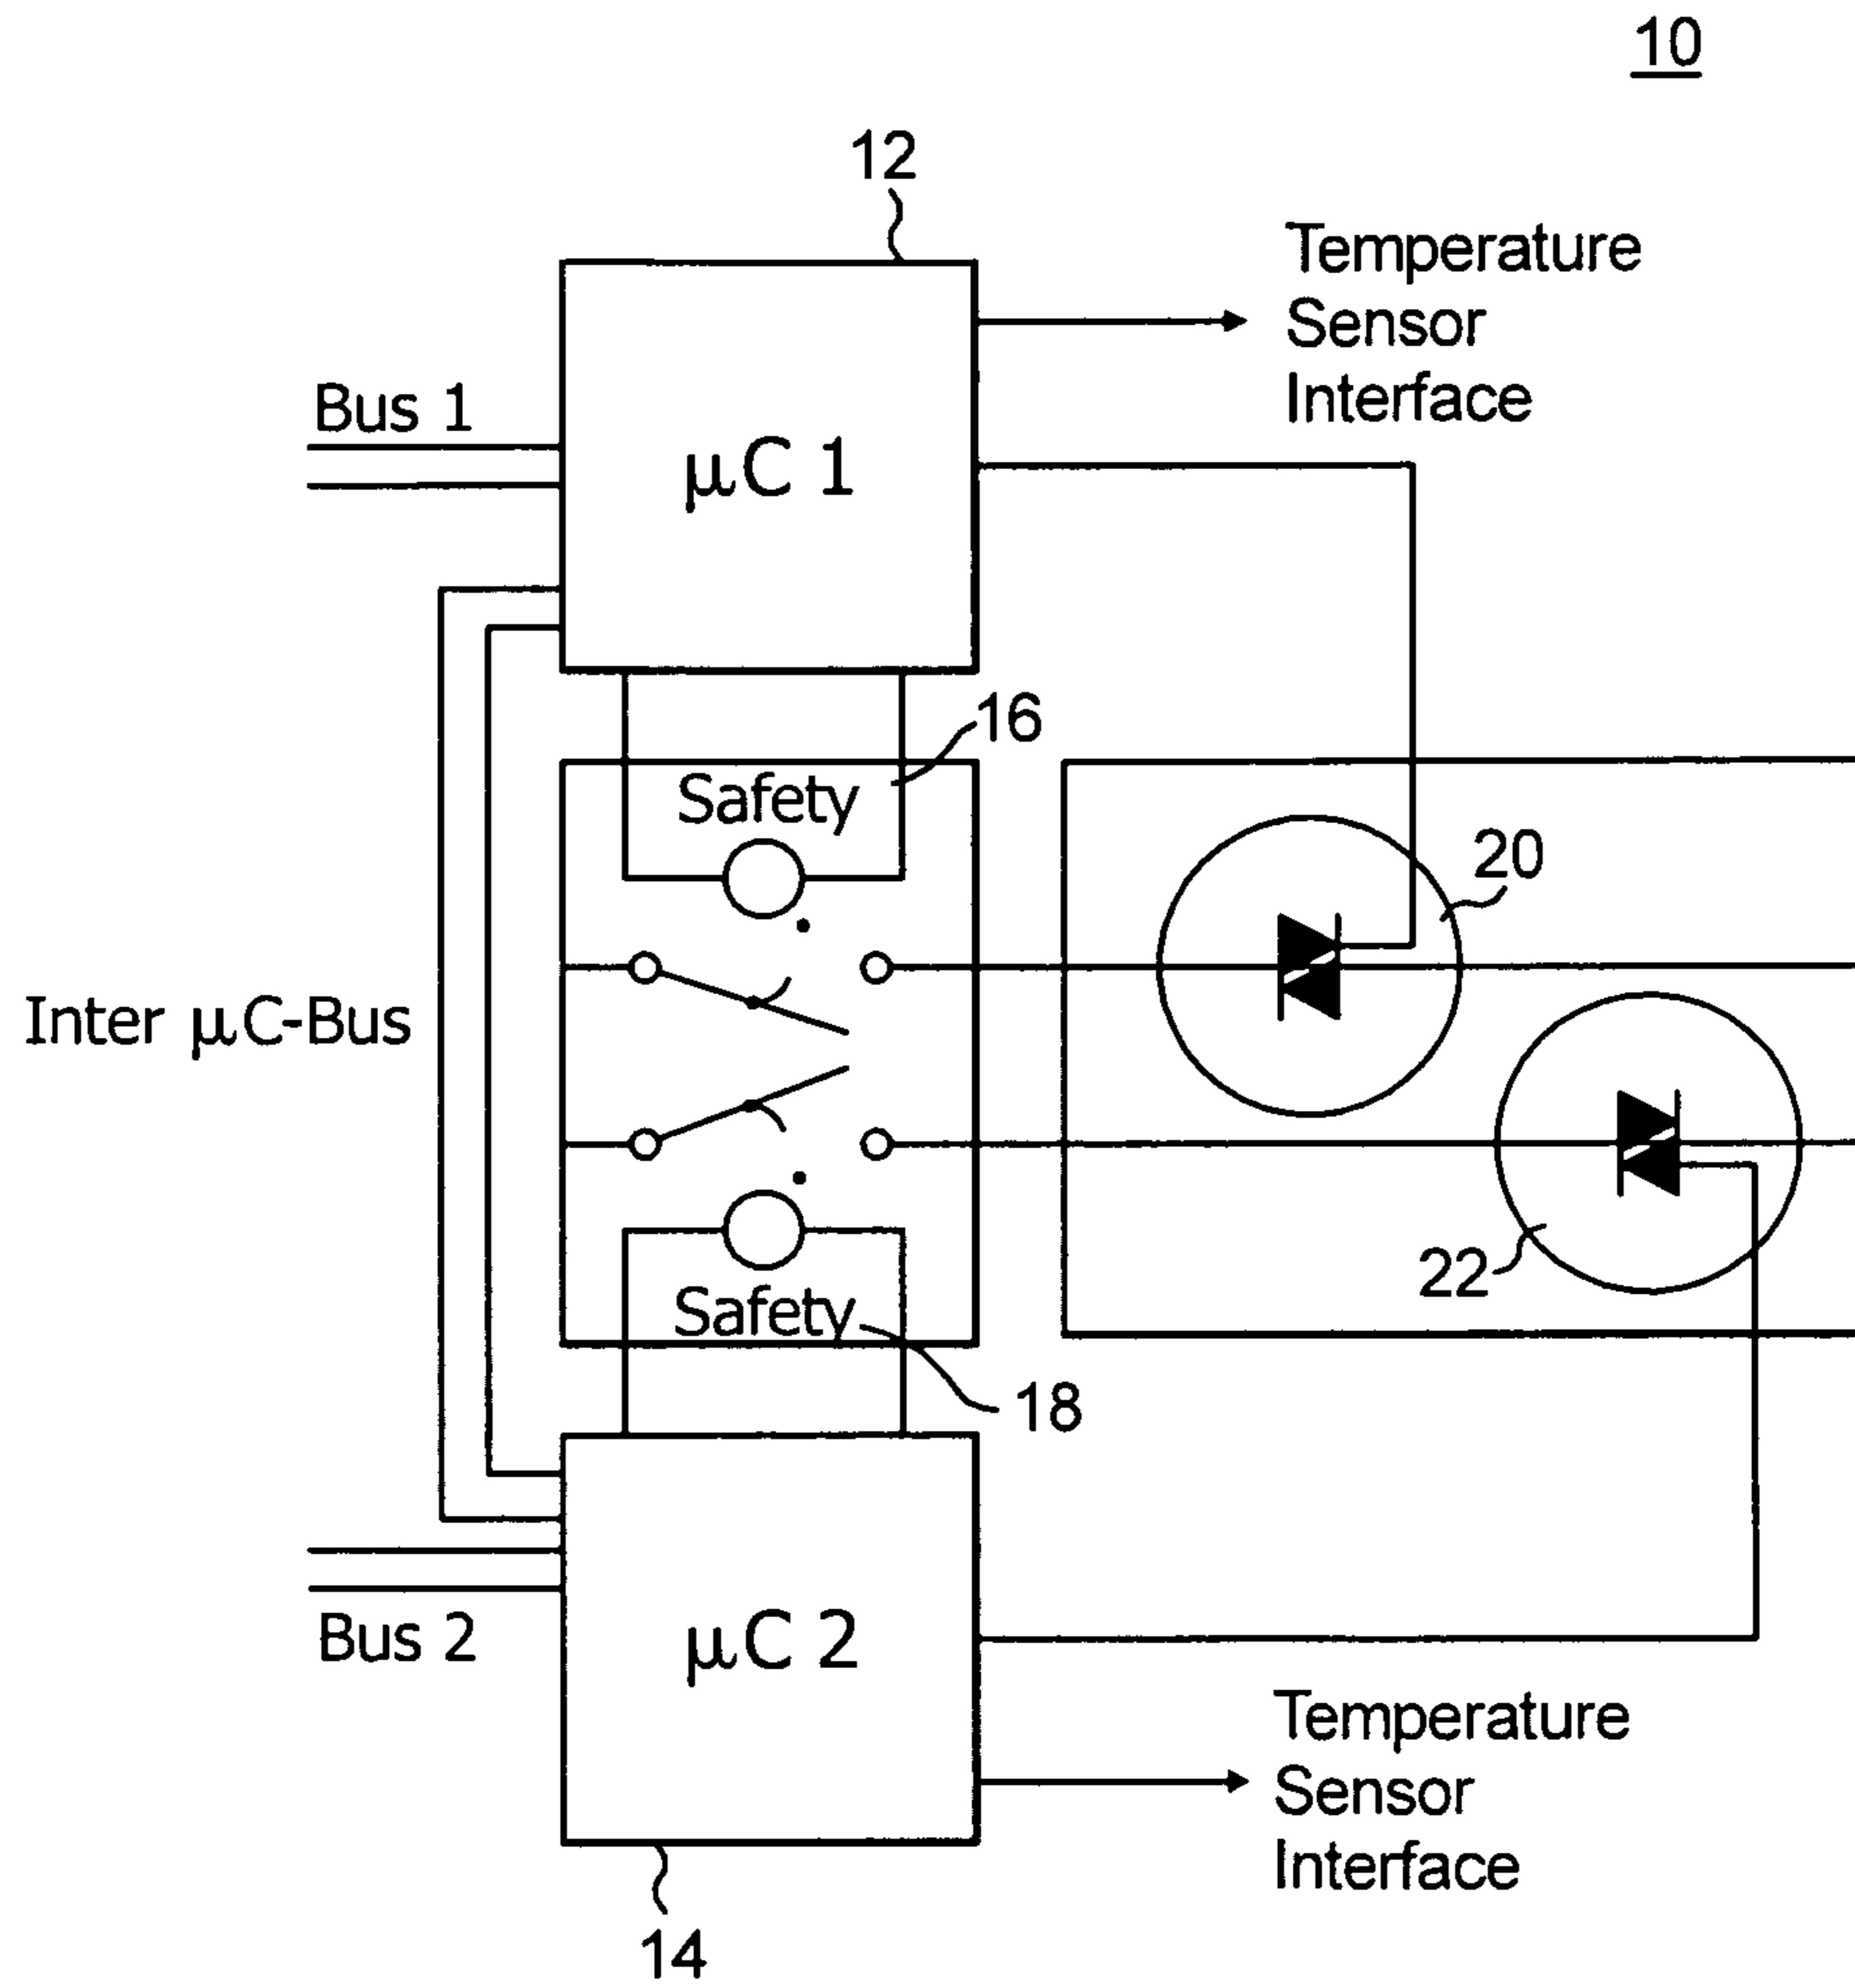 10
12
Temperature
Sensor
Interface
Bus 1
µC 1
16
Safety
20
Inter µC-Bus
22
Safety
18
Bus 2
µC 2
Temperature
Sensor
Interface
14